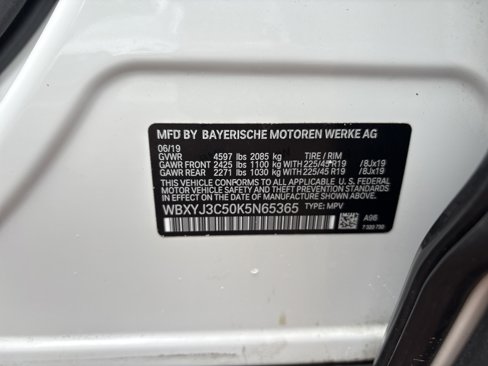 MFD BY BAYERISCHE MOTOREN WERKE AG
06/19
GVWR 4597 lbs 2085 kg TIRE / RIM
GAWR FRONT 2425 lbs 1100 kg WITH 225/45 R19 /8Jx19
GAWR REAR 2271 lbs 1030 kg WITH 225/45 R19 /8Jx19
THIS VEHICLE CONFORMS TO ALL APPLICABLE U. S. FEDERAL
MOTOR VEHICLE SAFETY AND THEFT PREVENTION STANDARDS
IN EFFECT ON THE DATE OF MANUFACTURE SHOWN ABOVE.
WBXYJ3C50K5N65365 TYPE: MPV
A96
7 320 730